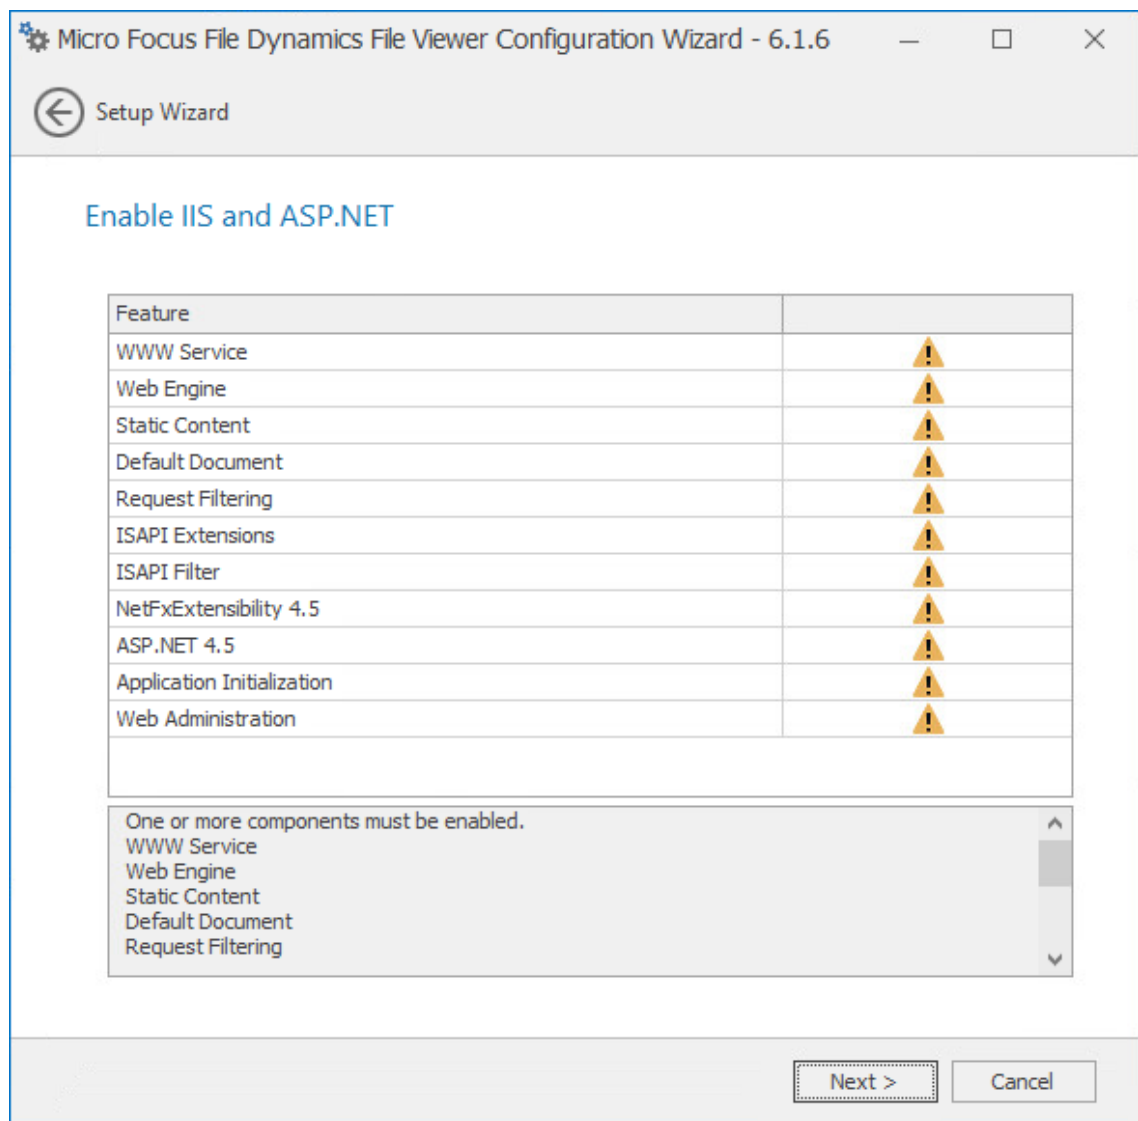 Micro Focus File Dynamics File Viewer Configuration Wizard - 6.1.6
Setup Wizard
Enable IIS and ASP.NET
Feature
WWW Service
Web Engine
Static Content
Default Document
Request Filtering
ISAPI Extensions
ISAPI Filter
NetFxExtensibility 4.5
ASP.NET 4.5
Application Initialization
Web Administration
One or more components must be enabled.
WWW Service
Web Engine
Static Content
Default Document
Request Filtering
Next >
Cancel